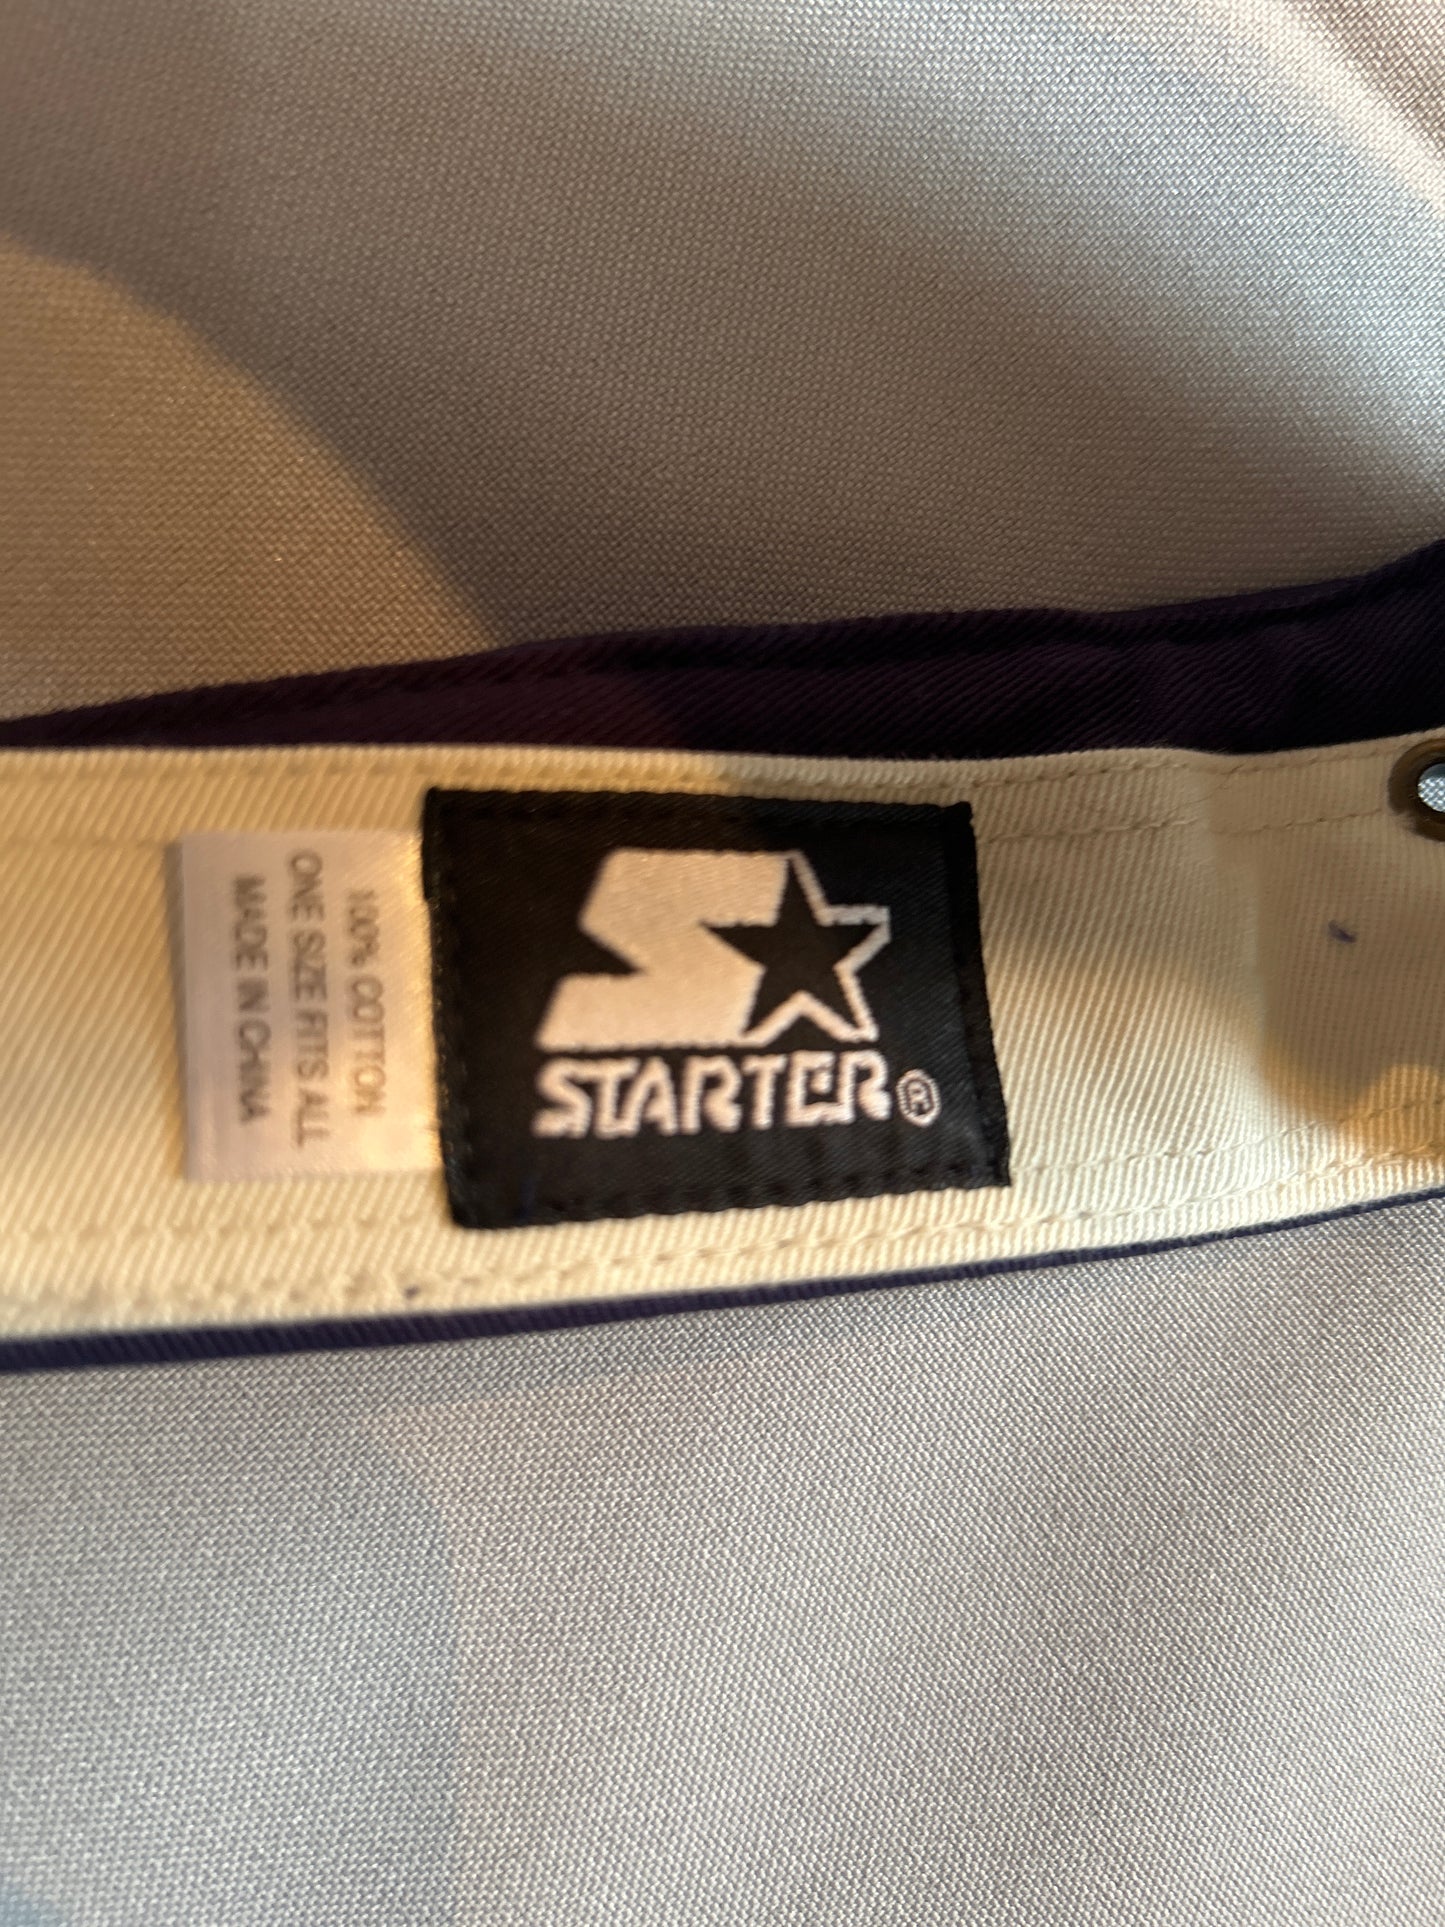 100% COTTON
ONE SIZE FITS ALL
MADE IN CHINA
STARTER®